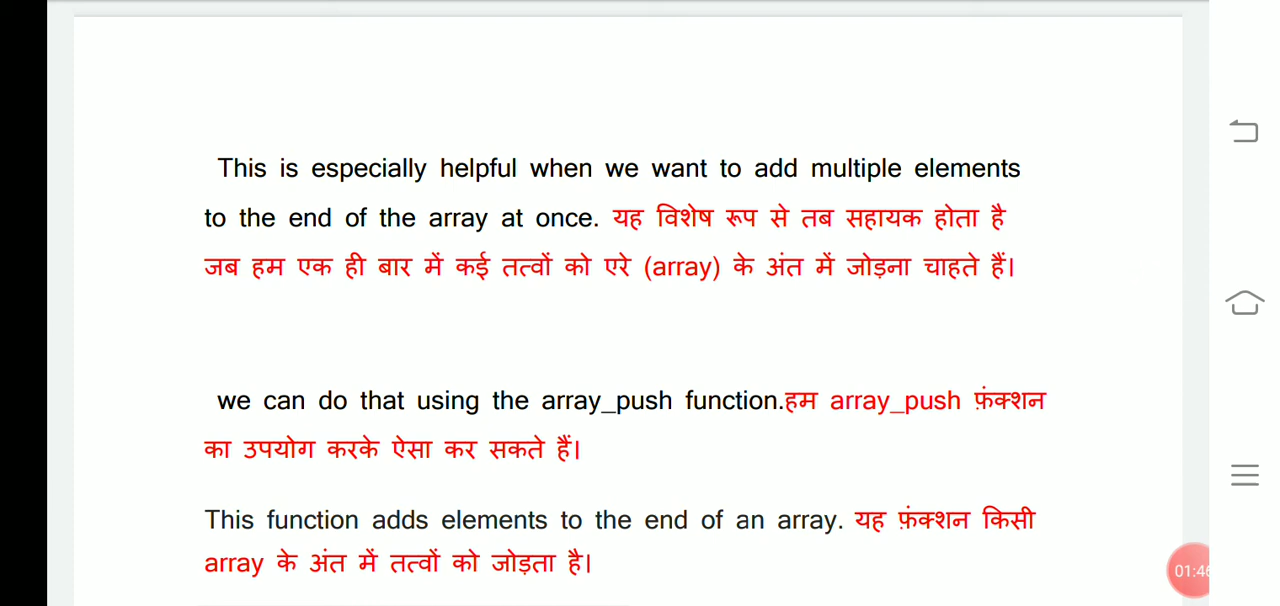 This is especially helpful when we want to add multiple elements
to the end of the array at once. यह विशेष रूप से तब सहायक होता है
जब हम एक ही बार में कई तत्वों को एरे (array) के अंत में जोड़ना चाहते हैं।
we can do that using the array_push function.हम array_push फ़ंक्शन
का उपयोग करके ऐसा कर सकते हैं।
This function adds elements to the end of an array. यह फ़ंक्शन किसी
array के अंत में तत्वों को जोड़ता है।
01:46